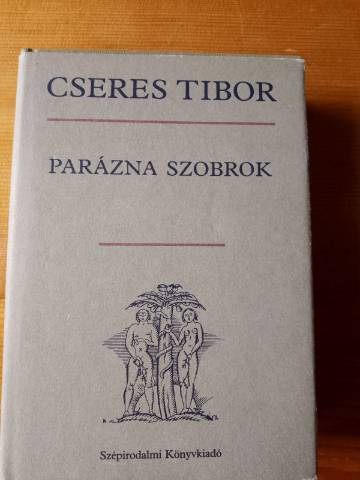 CSERES TIBOR
PARÁZNA SZOBROK
Szépirodalmi Könyvkiadó